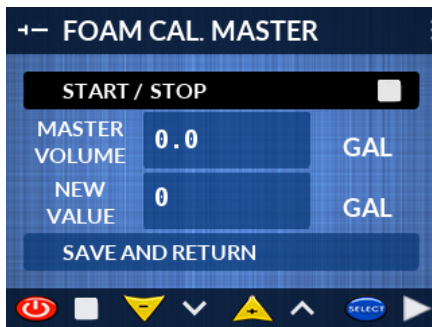 FOAM CAL. MASTER
START / STOP
MASTER
VOLUME
0.0
GAL
NEW
VALUE
0
GAL
SAVE AND RETURN
SELECT